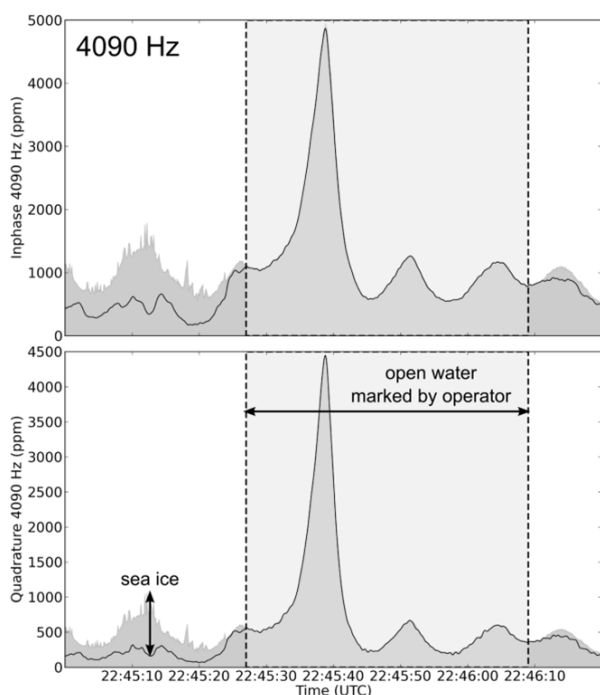 5000
4090 Hz
4000
3000
2000
1000
0
Inphase 4090 Hz (ppm)
4500
4000
3500
3000
2500
2000
1500
1000
500
0
Quadrature 4090 Hz (ppm)
open water
marked by operator
sea ice
22:45:10 22:45:20 22:45:30 22:45:40 22:45:50 22:46:00 22:46:10
Time (UTC)